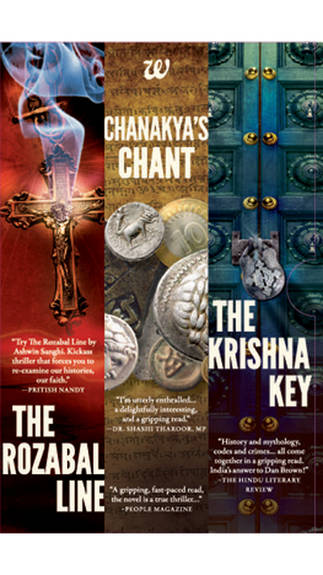 W
CHANAKYA'S
CHANT
"Try The Rozabal Line by
Ashwin Sanghi. Kickass
thriller that forces you to
re-examine our histories,
our faith."
—PRITISH NANDY
THE
ROZABAL
LINE
"I'm utterly enthralled...
a delightfully interesting,
and a gripping read."
—DR. SHASHI THAROOR, MP
"A gripping, fast-paced read,
the novel is a true thriller..."
-PEOPLE MAGAZINE
THE
KRISHNA
KEY
"History and mythology,
codes and crimes... all come
together in a gripping read.
India's answer to Dan Brown!"
—THE HINDU LITERARY
REVIEW